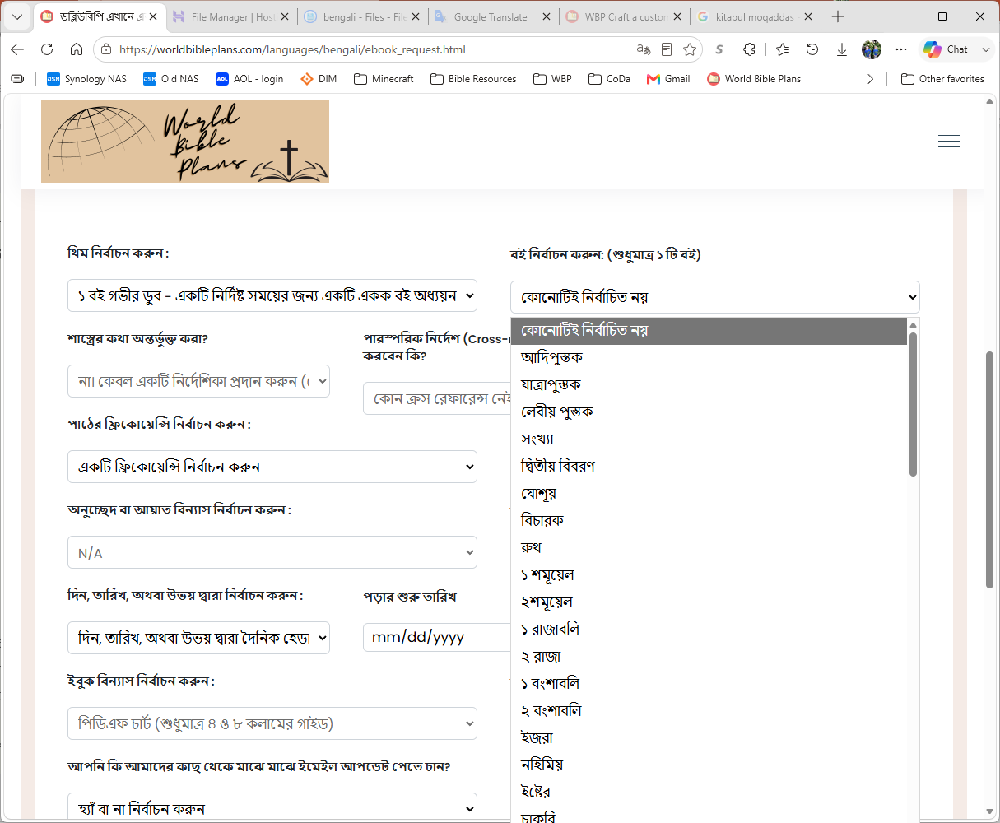 ডব্লিউবিপি এখানে
File Manager | Host
bengali - Files - File
Google Translate
WBP Craft a custom
kitabul moqaddas -
https://worldbibleplans.com/languages/bengali/ebook_request.html
Chat
Synology NAS
Old NAS
AOL - login
DIM
Minecraft
Bible Resources
WBP
CoDa
Gmail
World Bible Plans
Other favorites
World
Bible
Plans
থিম নির্বাচন করুন :
বই নির্বাচন করুন: (শুধুমাত্র ১ টি বই)
১ বই গভীর ডুব - একটি নির্দিষ্ট সময়ের জন্য একটি একক বই অধ্যয়ন
কোনোটিই নির্বাচিত নয়
শাস্ত্রের কথা অন্তর্ভুক্ত করা?
পারস্পরিক নির্দেশ (Cross-
করবেন কি?
না। কেবল একটি নির্দেশিকা প্রদান করুন (
কোন ক্রস রেফারেন্স নেই
পাঠের ফ্রিকোয়েন্সি নির্বাচন করুন :
একটি ফ্রিকোয়েন্সি নির্বাচন করুন
অনুচ্ছেদ বা আয়াত বিন্যাস নির্বাচন করুন :
N/A
দিন, তারিখ, অথবা উভয় দ্বারা নির্বাচন করুন :
পড়ার শুরু তারিখ
দিন, তারিখ, অথবা উভয় দ্বারা দৈনিক হেডা
mm/dd/yyyy
ইবুক বিন্যাস নির্বাচন করুন :
পিডিএফ চার্ট (শুধুমাত্র ৪ ও ৮ কলামের গাইড)
আপনি কি আমাদের কাছ থেকে মাঝে মাঝে ইমেইল আপডেট পেতে চান?
হ্যাঁ বা না নির্বাচন করুন
কোনোটিই নির্বাচিত নয়
আদিপুস্তক
যাত্রাপুস্তক
লেবীয় পুস্তক
সংখ্যা
দ্বিতীয় বিবরণ
যোশূয়
বিচারক
রুথ
১ শমূয়েল
২শমূয়েল
১ রাজাবলি
২ রাজা
১ বংশাবলি
২ বংশাবলি
ইজরা
নহিমিয়
ইষ্টের
চাকরি